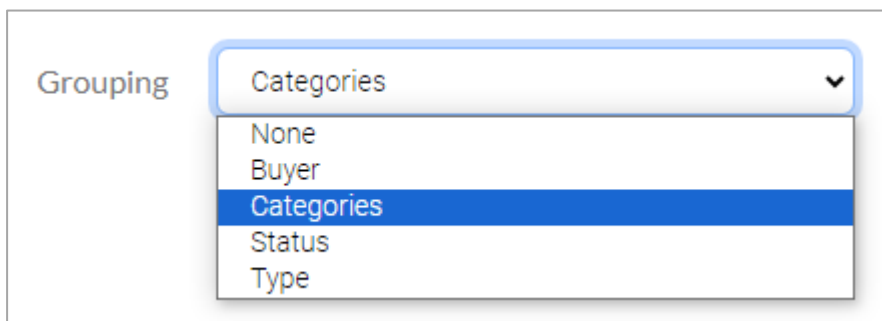 Grouping Categories
None
Buyer
Categories
Status
Type